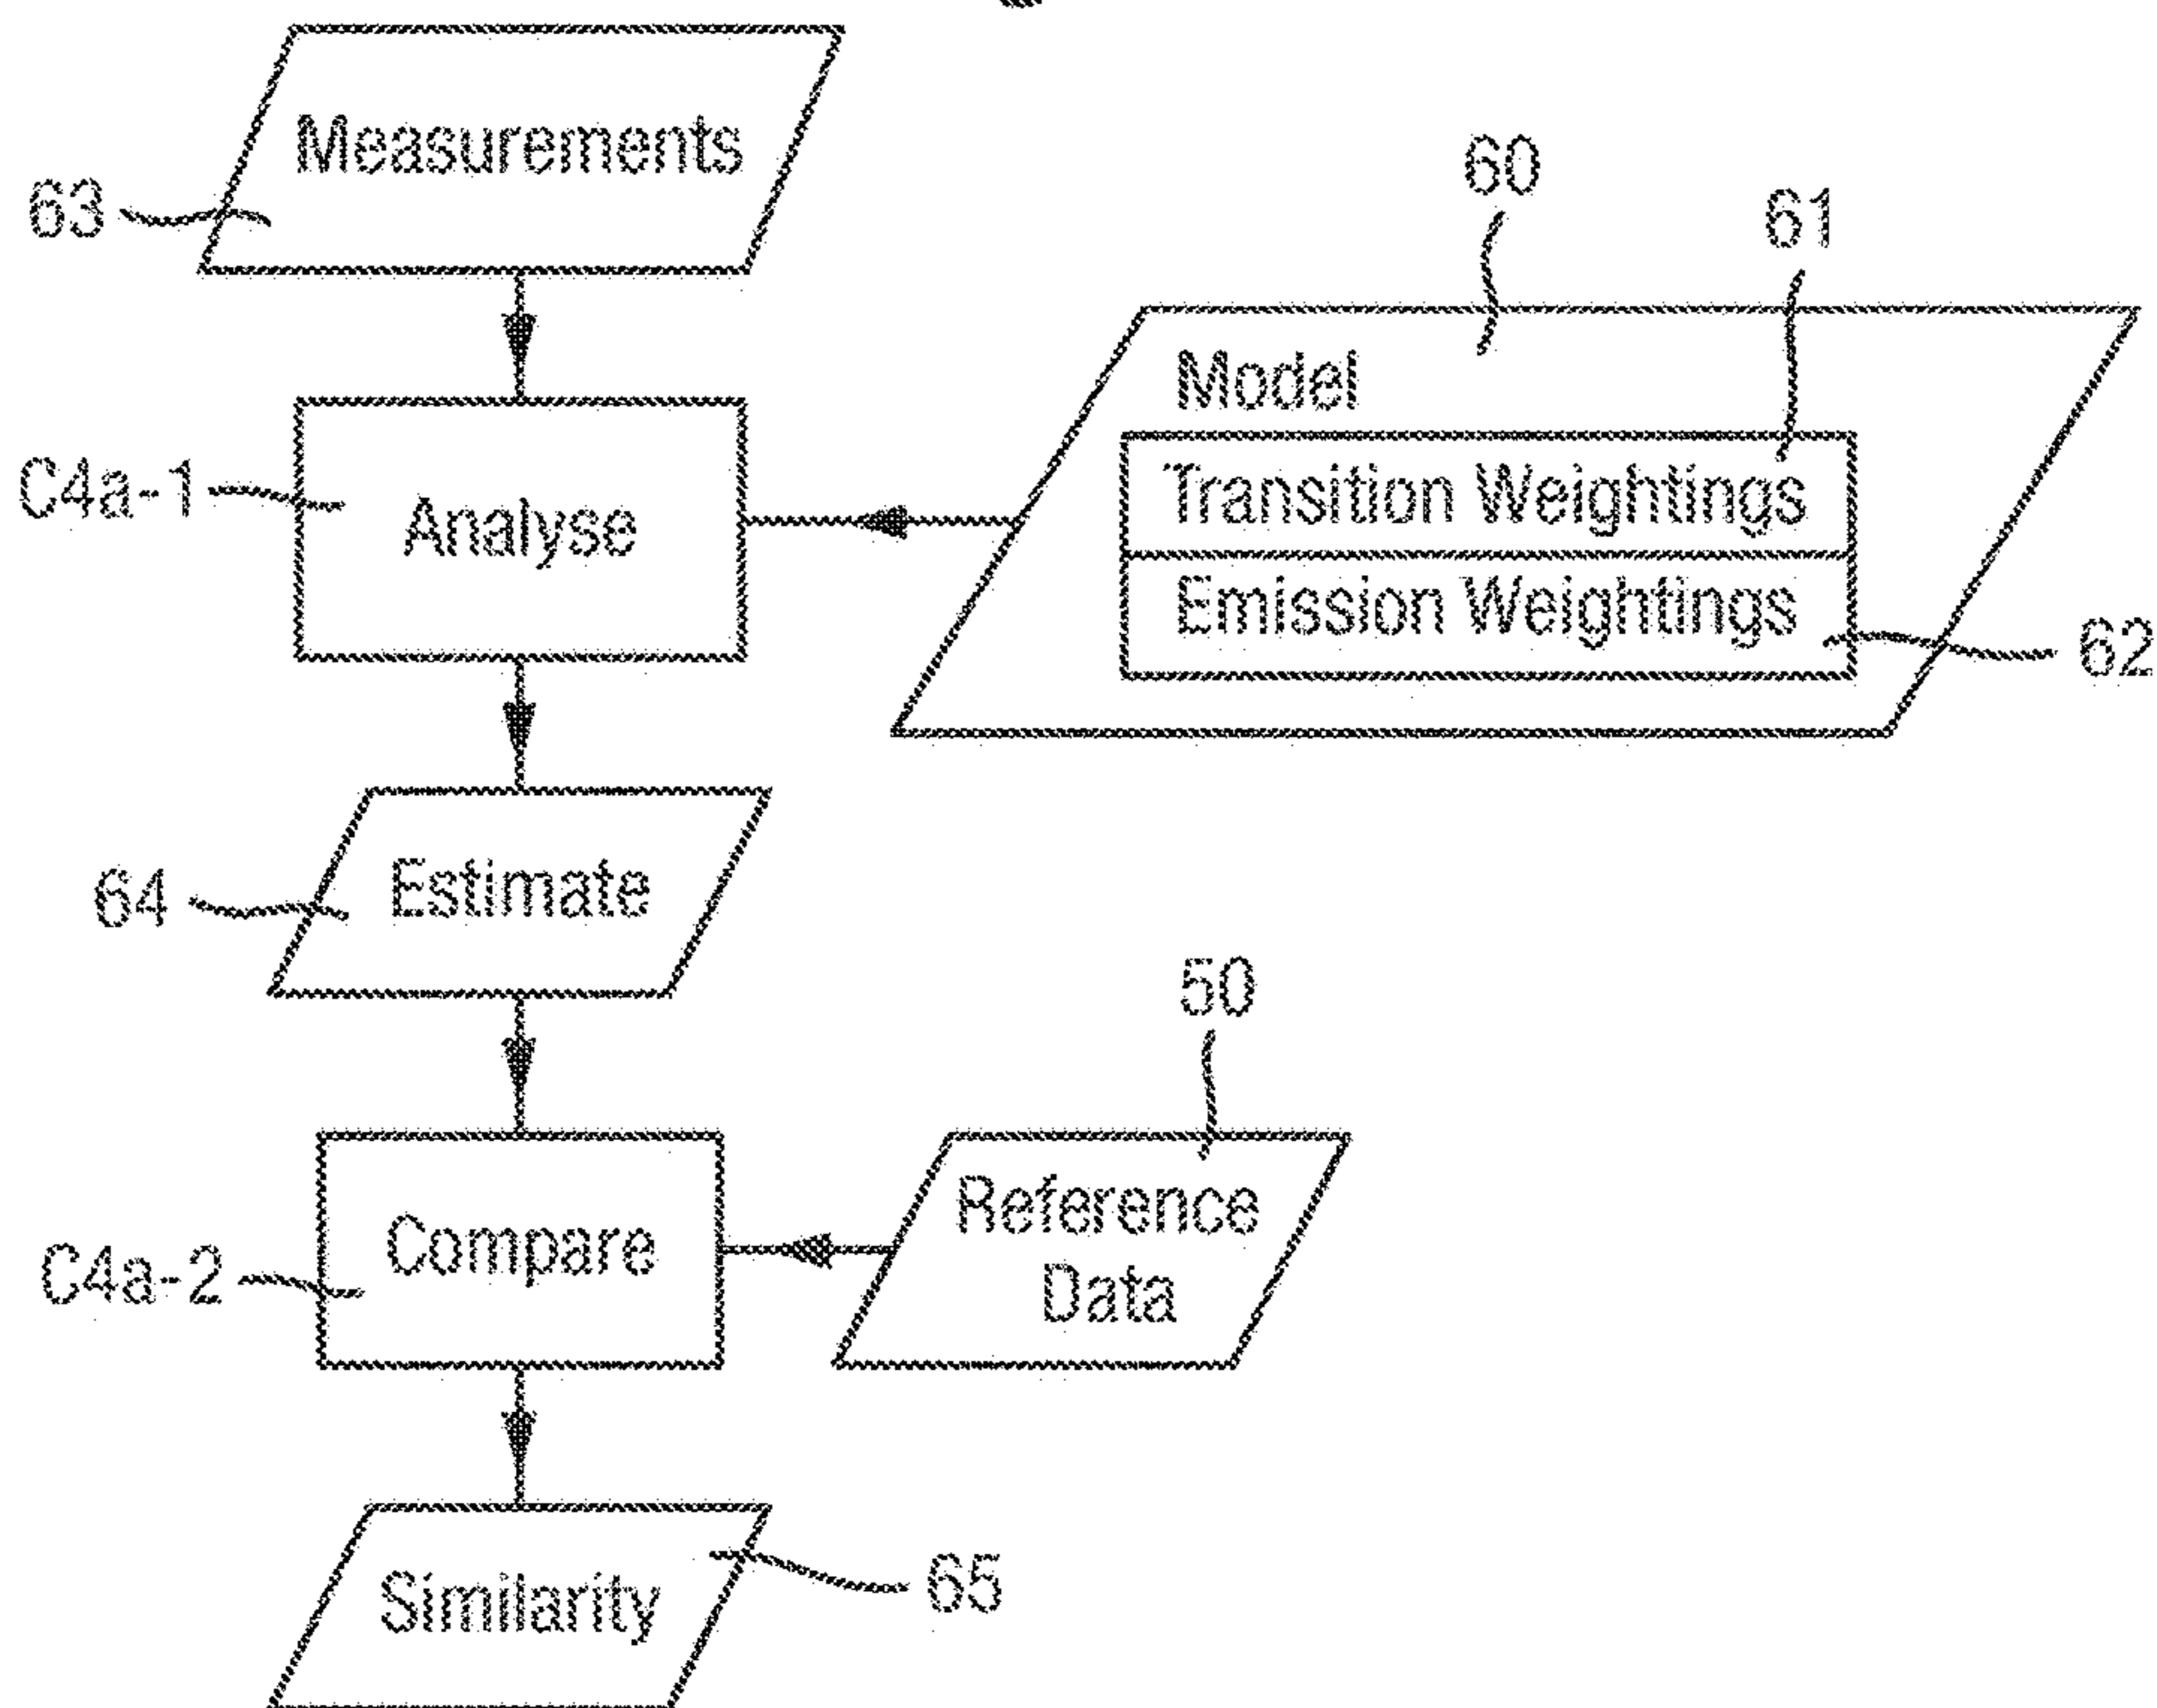 Measurements
63
60
61
Model
C4a-1
Analyse
Transition Weightings
Emission Weightings
62
64
Estimate
50
Reference
Data
C4a-2
Compare
Similarity
65